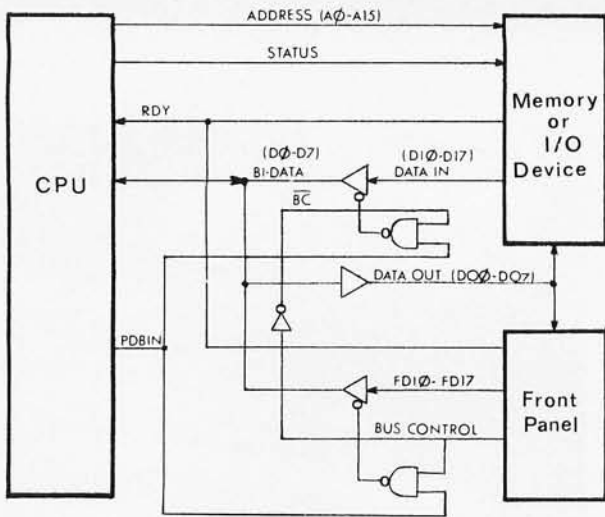 ADDRESS (AØ-A15)
STATUS
RDY
Memory
or
I/O
Device
CPU
(DØ-D7)
BI-DATA
(DIØ-DI7)
DATA IN
BC
DATA OUT (DOØ-DO7)
PDBIN
FDIØ-FDI7
Front
Panel
BUS CONTROL